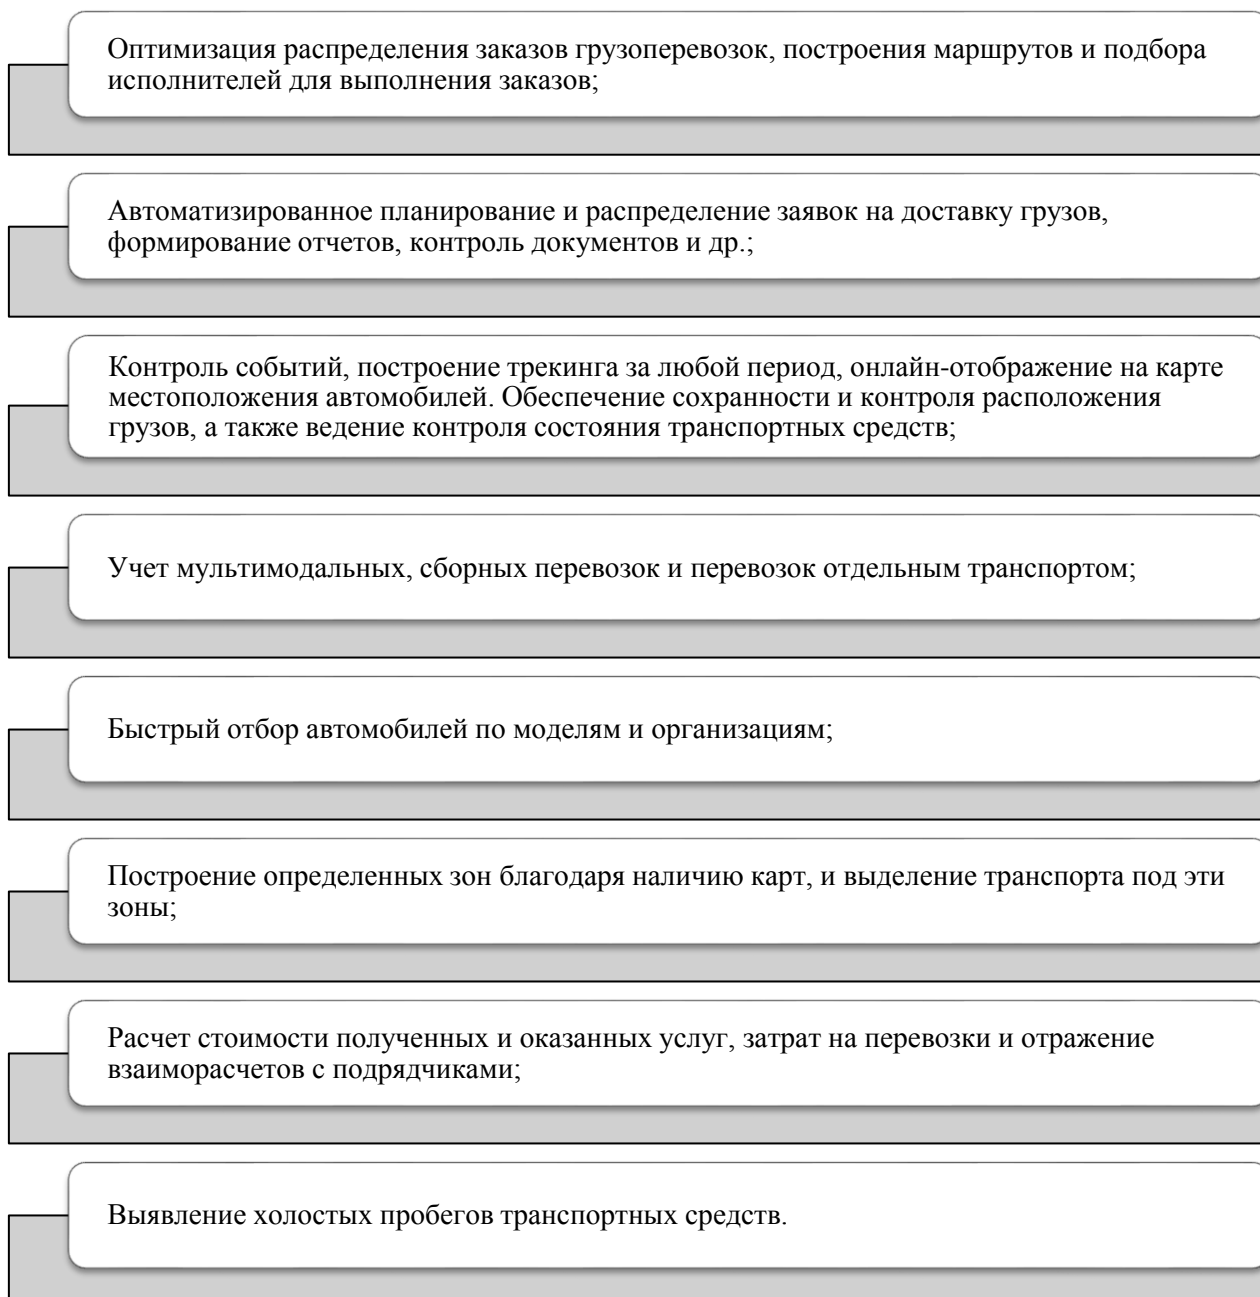 Оптимизация распределения заказов грузоперевозок, построения маршрутов и подбора
исполнителей для выполнения заказов;
Автоматизированное планирование и распределение заявок на доставку грузов,
формирование отчетов, контроль документов и др.;
Контроль событий, построение трекинга за любой период, онлайн-отображение на карте
местоположения автомобилей. Обеспечение сохранности и контроля расположения
грузов, а также ведение контроля состояния транспортных средств;
Учет мультимодальных, сборных перевозок и перевозок отдельным транспортом;
Быстрый отбор автомобилей по моделям и организациям;
Построение определенных зон благодаря наличию карт, и выделение транспорта под эти
зоны;
Расчет стоимости полученных и оказанных услуг, затрат на перевозки и отражение
взаиморасчетов с подрядчиками;
Выявление холостых пробегов транспортных средств.